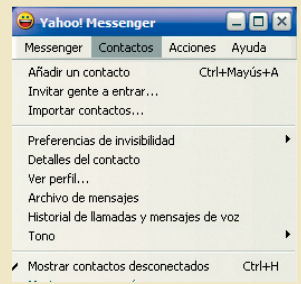 Yahoo! Messenger
Messenger Contactos Acciones Ayuda
Añadir un contacto Ctrl+Mayús+A
Invitar gente a entrar...
Importar contactos...
Preferencias de invisibilidad
Detalles del contacto
Ver perfil...
Archivo de mensajes
Historial de llamadas y mensajes de voz
Tono
Mostrar contactos desconectados Ctrl+H